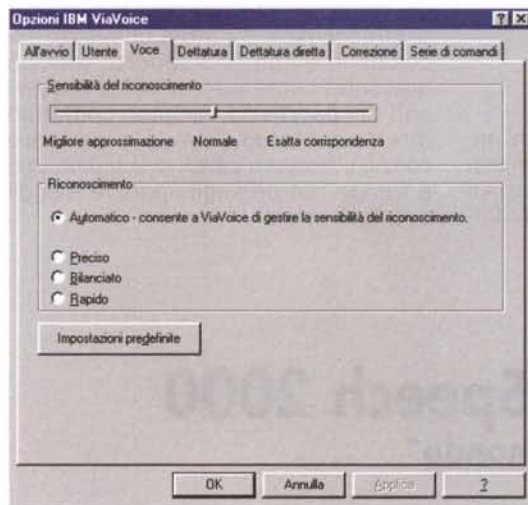 Opzioni IBM ViaVoice
All'avvio Utente Voce Dettatura Dettatura diretta Correzione Serie di comandi
Sensibilità del riconoscimento
Migliore approssimazione Normale Esatta corrispondenza
Riconoscimento
Automatico - consente a ViaVoice di gestire la sensibilità del riconoscimento.
Preciso
Bilanciato
Rapido
Impostazioni predefinite
Speech 2000
OK Annulla Applica ?